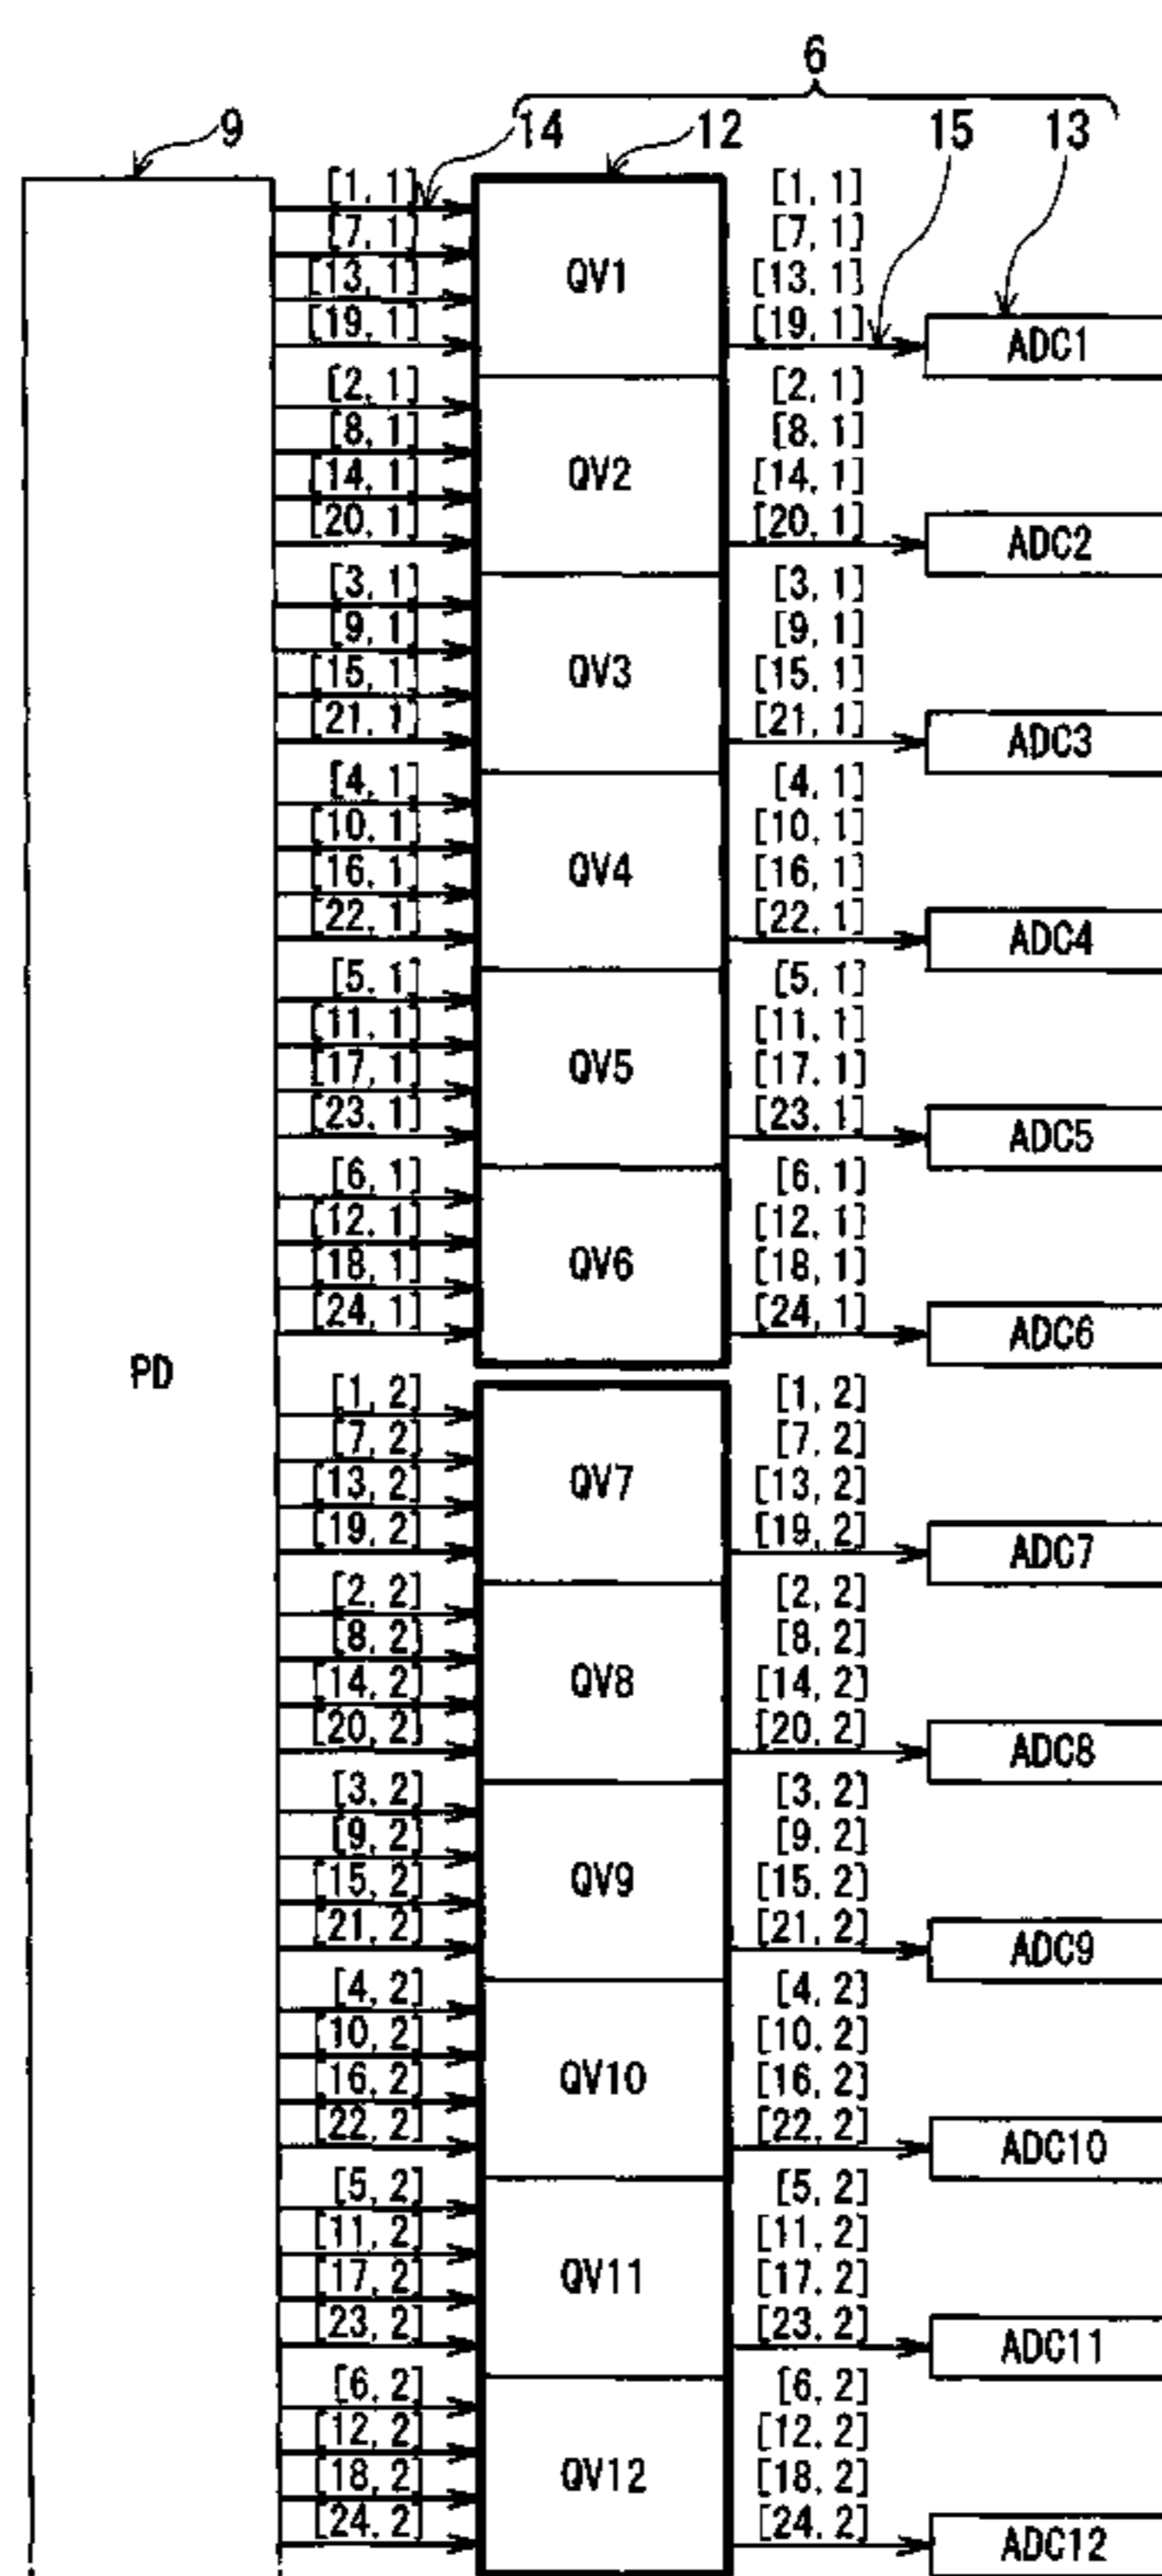 6
9 14 12 15 13
[1, 1] [1, 1]
[7, 1] [7, 1]
[13, 1] QV1 [13, 1]
[19, 1] [19, 1] ADC1
[2, 1] [2, 1]
[8, 1] [8, 1]
[14, 1] QV2 [14, 1]
[20, 1] [20, 1] ADC2
[3, 1] [3, 1]
[9, 1] [9, 1]
[15, 1] QV3 [15, 1]
[21, 1] [21, 1] ADC3
[4, 1] [4, 1]
[10, 1] [10, 1]
[16, 1] QV4 [16, 1]
[22, 1] [22, 1] ADC4
[5, 1] [5, 1]
[11, 1] [11, 1]
[17, 1] QV5 [17, 1]
[23, 1] [23, 1] ADC5
[6, 1] [6, 1]
[12, 1] [12, 1]
[18, 1] QV6 [18, 1]
[24, 1] [24, 1] ADC6
PD
[1, 2] [1, 2]
[7, 2] [7, 2]
[13, 2] QV7 [13, 2]
[19, 2] [19, 2] ADC7
[2, 2] [2, 2]
[8, 2] [8, 2]
[14, 2] QV8 [14, 2]
[20, 2] [20, 2] ADC8
[3, 2] [3, 2]
[9, 2] [9, 2]
[15, 2] QV9 [15, 2]
[21, 2] [21, 2] ADC9
[4, 2] [4, 2]
[10, 2] [10, 2]
[16, 2] QV10 [16, 2]
[22, 2] [22, 2] ADC10
[5, 2] [5, 2]
[11, 2] [11, 2]
[17, 2] QV11 [17, 2]
[23, 2] [23, 2] ADC11
[6, 2] [6, 2]
[12, 2] [12, 2]
[18, 2] QV12 [18, 2]
[24, 2] [24, 2] ADC12